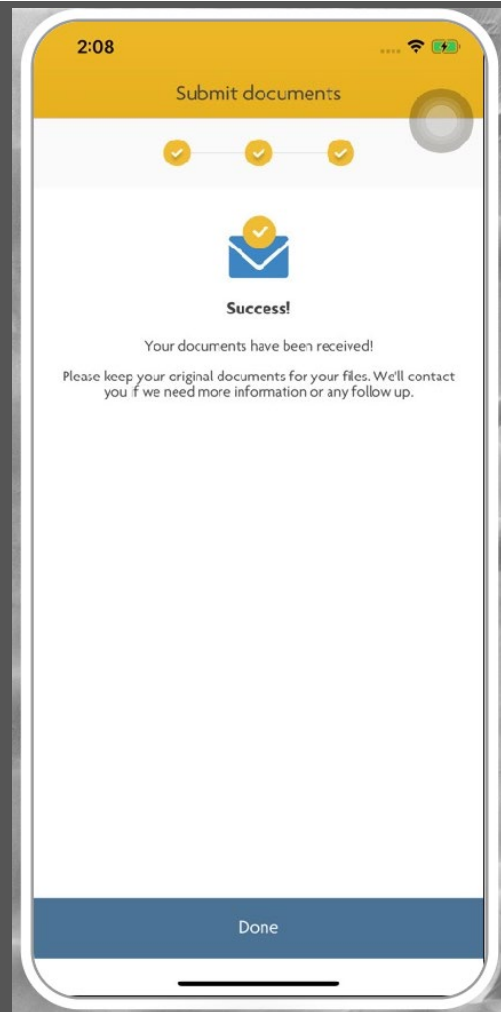 2:08
Submit documents
Success!
Your documents have been received!
Please keep your original documents for your files. We'll contact
you if we need more information or any follow up.
Done